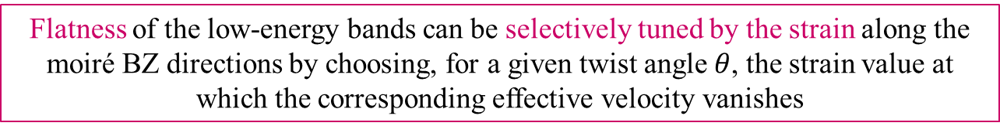 Flatness of the low-energy bands can be selectively tuned by the strain along the
moiré BZ directions by choosing, for a given twist angle θ, the strain value at
which the corresponding effective velocity vanishes